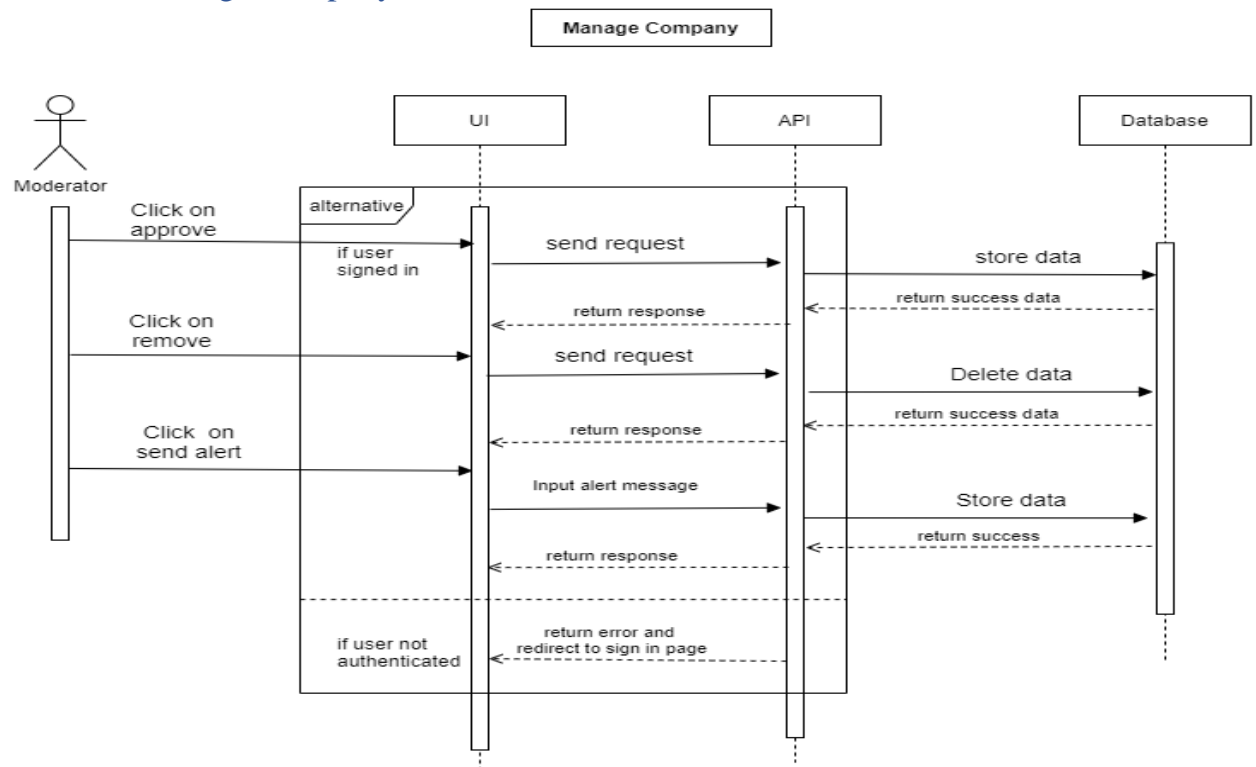 Manage Company
UI
API
Database
Moderator
alternative
Click on
approve
if user
signed in
send request
store data
return success data
return response
Click on
remove
send request
Delete data
return success data
return response
Click on
send alert
Input alert message
Store data
return success
return response
if user not
authenticated
return error and
redirect to sign in page